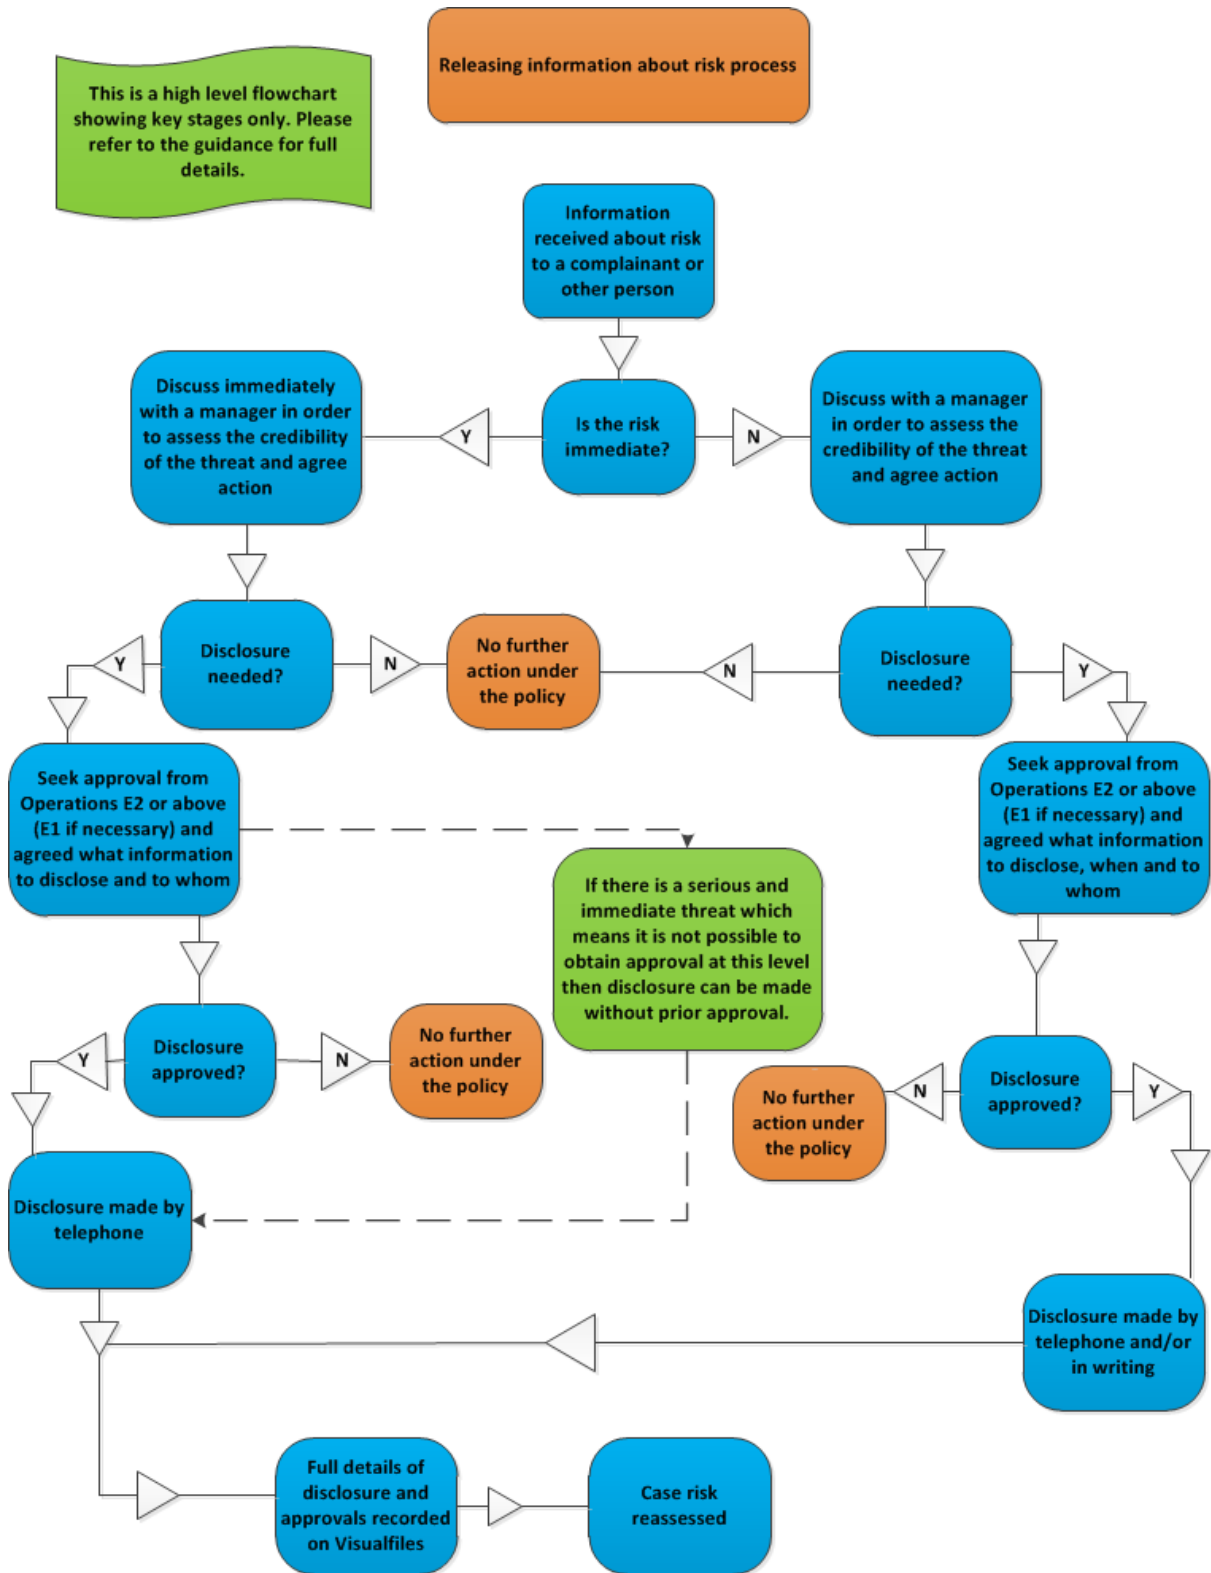 Releasing information about risk process
This is a high level flowchart
showing key stages only. Please
refer to the guidance for full
details.
Information
received about risk
to a complainant or
other person
Discuss immediately
with a manager in order
to assess the credibility
of the threat and agree
action
Y
Is the risk
immediate?
N
Discuss with a manager
in order to assess the
credibility of the threat
and agree action
Y
Disclosure
needed?
N
No further
action under
the policy
N
Disclosure
needed?
Y
Seek approval from
Operations E2 or above
(E1 if necessary) and
agreed what information
to disclose and to whom
Seek approval from
Operations E2 or above
(E1 if necessary) and
agreed what information
to disclose, when and to
whom
If there is a serious and
immediate threat which
means it is not possible to
obtain approval at this level
then disclosure can be made
without prior approval.
Y
Disclosure
approved?
N
No further
action under
the policy
No further
action under
the policy
N
Disclosure
approved?
Y
Disclosure made by
telephone
Disclosure made by
telephone and/or
in writing
Full details of
disclosure and
approvals recorded
on Visualfiles
Case risk
reassessed